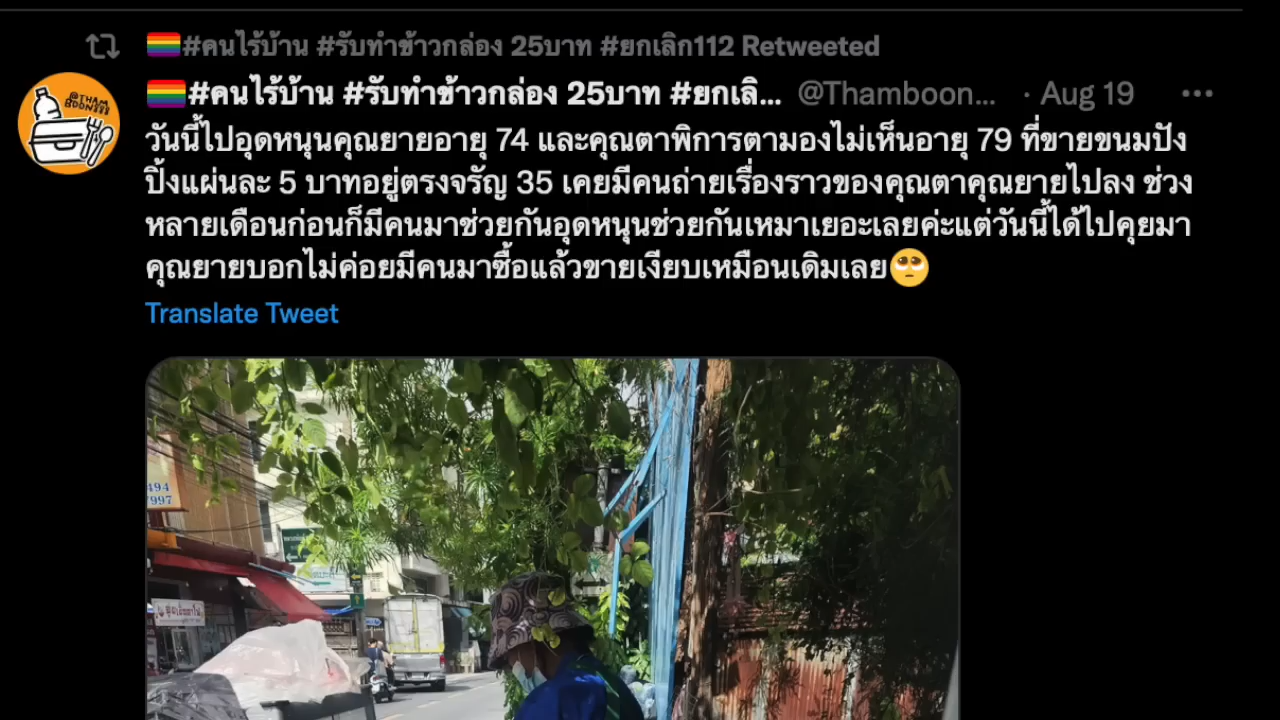 🏳️‍🌈#คนไร้บ้าน #รับทำข้าวกล่อง 25บาท #ยกเลิก112 Retweeted
🏳️‍🌈#คนไร้บ้าน #รับทำข้าวกล่อง 25บาท #ยกเลิ... @Thamboon... · Aug 19
@THAM
BOONEEE
วันนี้ไปอุดหนุนคุณยายอายุ 74 และคุณตาพิการตามองไม่เห็นอายุ 79 ที่ขายขนมปัง
ปิ้งแผ่นละ 5 บาทอยู่ตรงจรัญ 35 เคยมีคนถ่ายเรื่องราวของคุณตาคุณยายไปลง ช่วง
หลายเดือนก่อนก็มีคนมาช่วยกันอุดหนุนช่วยกันเหมาเยอะเลยค่ะแต่วันนี้ได้ไปคุยมา
คุณยายบอกไม่ค่อยมีคนมาซื้อแล้วขายเงียบเหมือนเดิมเลย🥺
Translate Tweet
494
7997